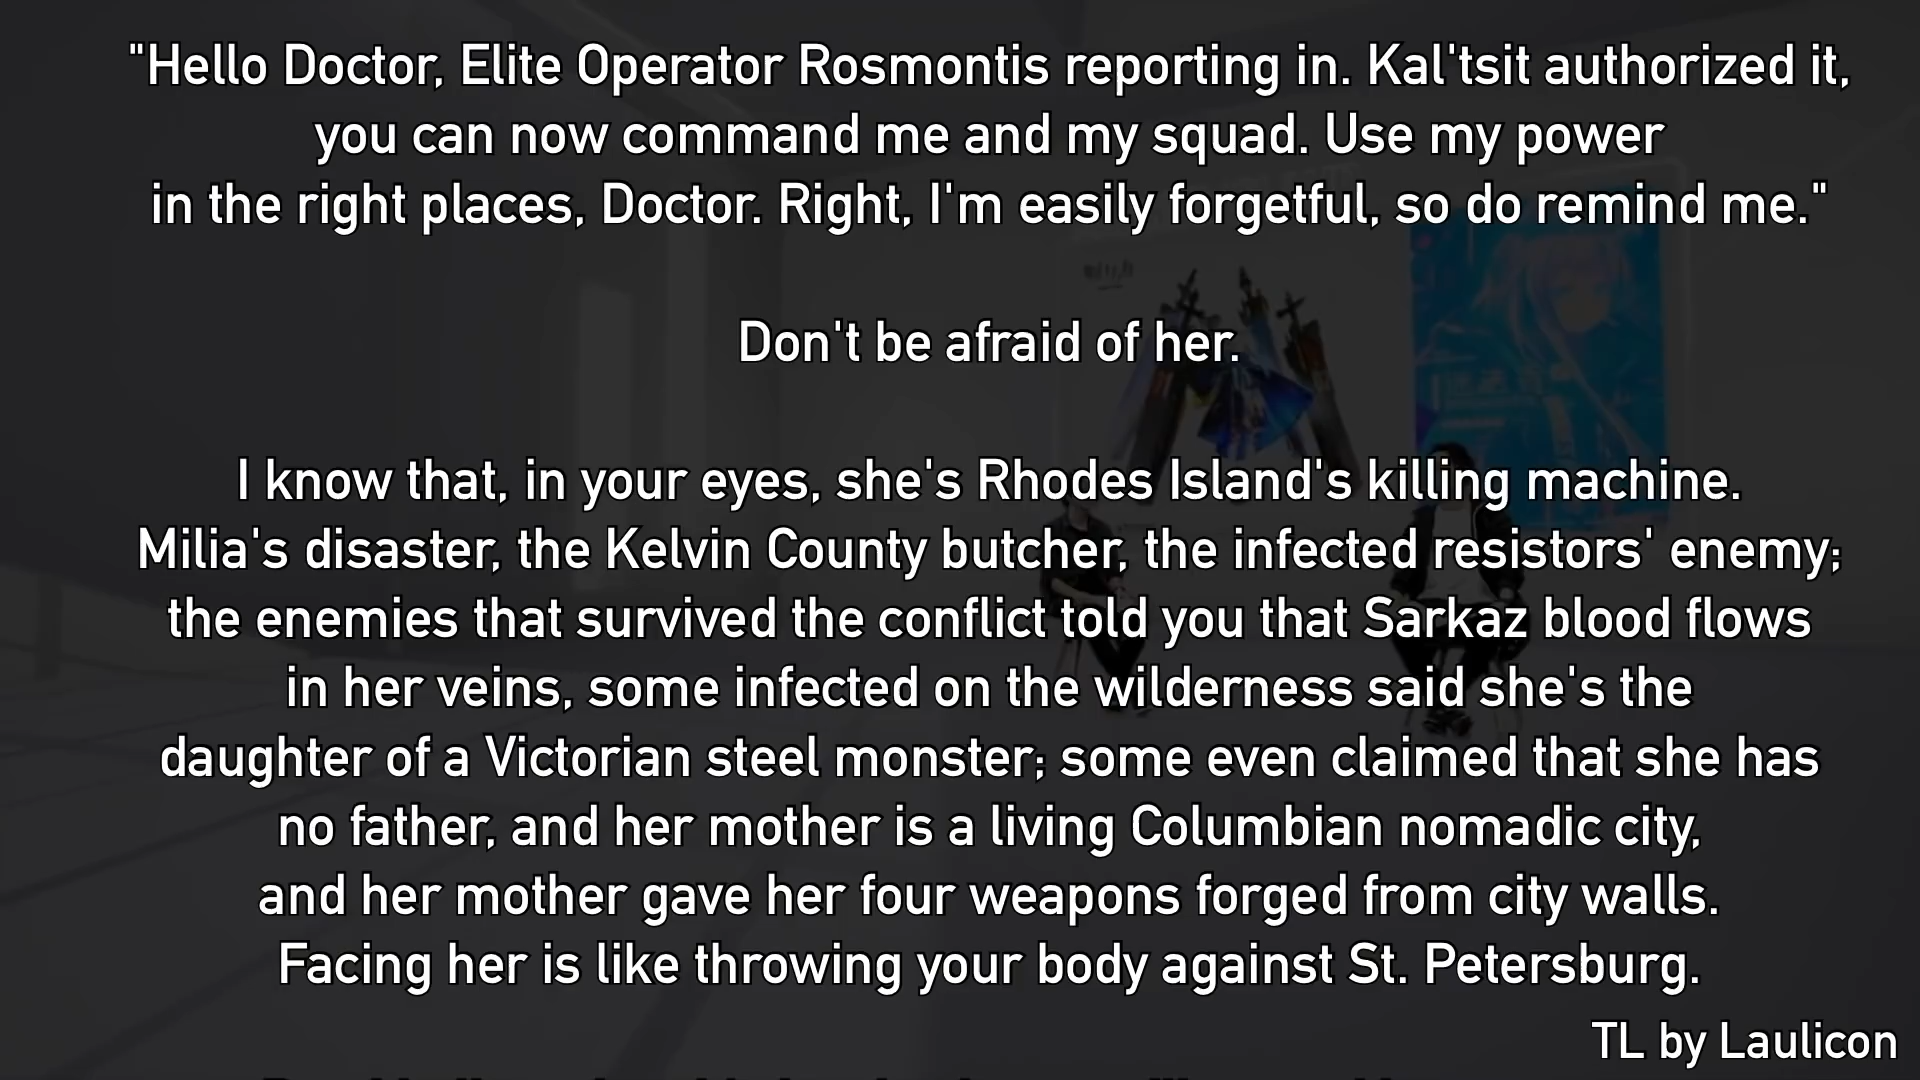 "Hello Doctor, Elite Operator Rosmontis reporting in. Kal'tsit authorized it,
you can now command me and my squad. Use my power
in the right places, Doctor. Right, I'm easily forgetful, so do remind me."
Don't be afraid of her.
I know that, in your eyes, she's Rhodes Island's killing machine.
Milia's disaster, the Kelvin County butcher, the infected resistors' enemy;
the enemies that survived the conflict told you that Sarkaz blood flows
in her veins, some infected on the wilderness said she's the
daughter of a Victorian steel monster; some even claimed that she has
no father, and her mother is a living Columbian nomadic city,
and her mother gave her four weapons forged from city walls.
Facing her is like throwing your body against St. Petersburg.
TL by Laulicon